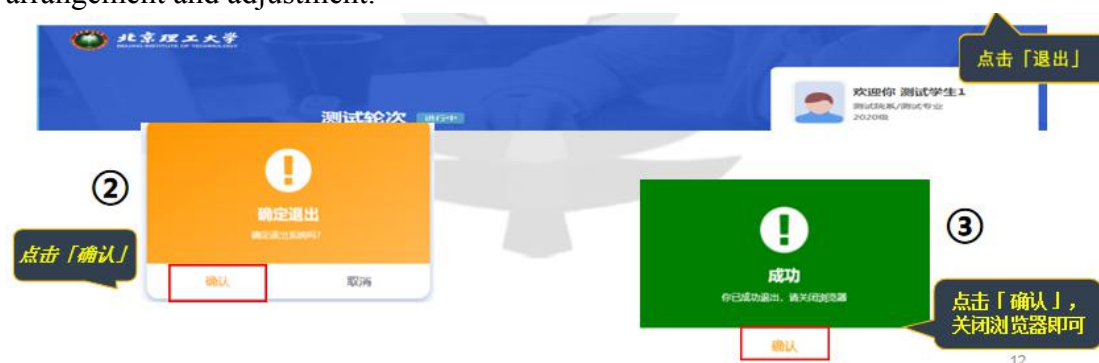 arrangement and adjustment.
北京理工大学
BEIJING INSTITUTE OF TECHNOLOGY
点击「退出」
欢迎你 测试学生1
测试院系/测试专业
2020级
测试轮次 进行中
②
确定退出
确定退出系统吗?
点击「确认」
确认
取消
③
成功
你已成功退出，请关闭浏览器
点击「确认」，
关闭浏览器即可
确认
12